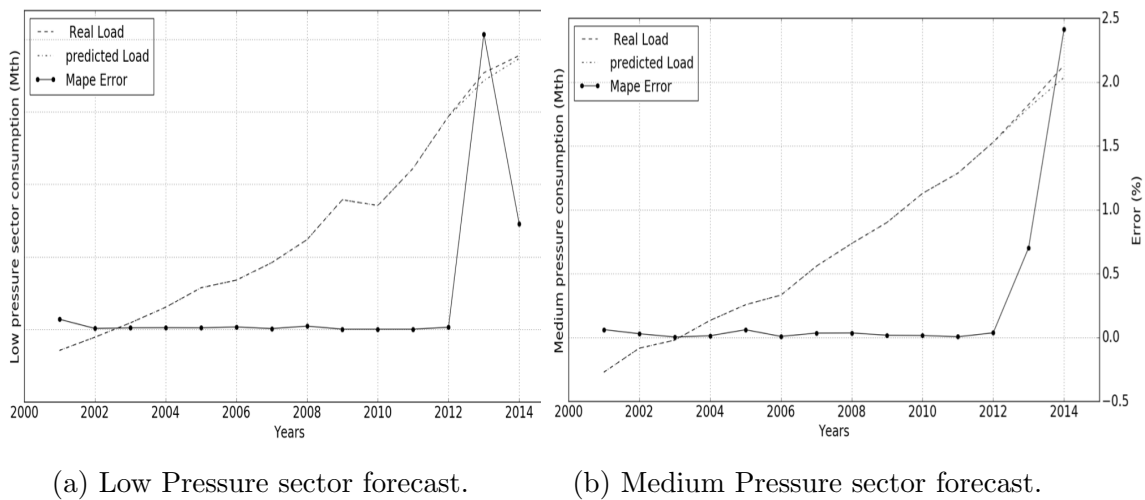 Low pressure sector consumption (Mth)
Real Load
predicted Load
Mape Error
2000 2002 2004 2006 2008 2010 2012 2014
Years
(a) Low Pressure sector forecast.
Medium Pressure consumption (Mth)
Real Load
predicted Load
Mape Error
2.5
2.0
1.5
1.0
0.5
0.0
−0.5
Error (%)
2000 2002 2004 2006 2008 2010 2012 2014
Years
(b) Medium Pressure sector forecast.